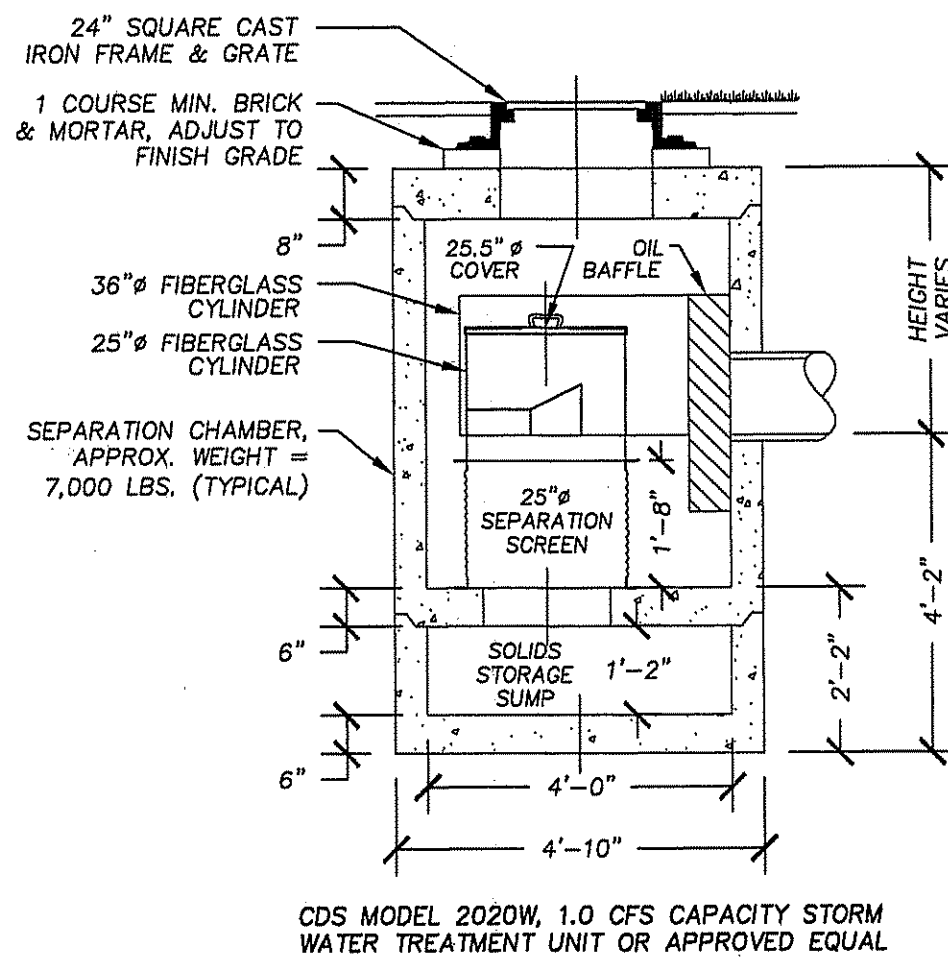 24" SQUARE CAST
IRON FRAME & GRATE
1 COURSE MIN. BRICK
& MORTAR, ADJUST TO
FINISH GRADE
8"
25.5" ø
COVER
OIL
BAFFLE
36"ø FIBERGLASS
CYLINDER
25"ø FIBERGLASS
CYLINDER
HEIGHT
VARIES
SEPARATION CHAMBER,
APPROX. WEIGHT =
7,000 LBS. (TYPICAL)
25"ø
SEPARATION
SCREEN
1'-8"
4'-2"
6"
SOLIDS
STORAGE
SUMP
1'-2"
2'-2"
6"
4'-0"
4'-10"
CDS MODEL 2020W, 1.0 CFS CAPACITY STORM
WATER TREATMENT UNIT OR APPROVED EQUAL